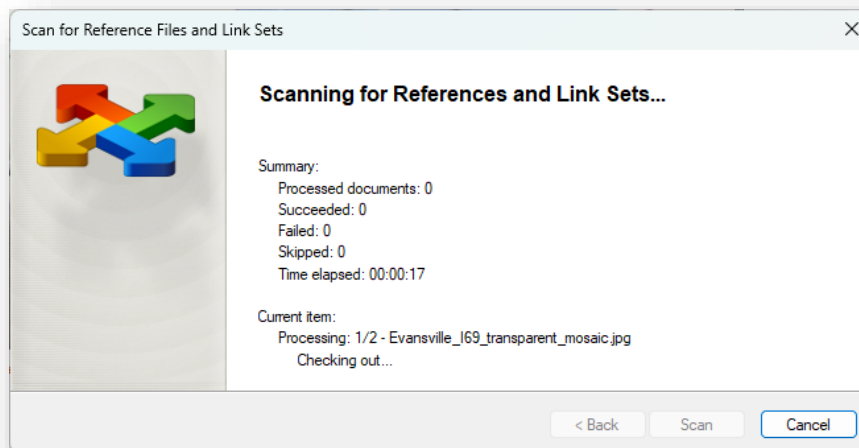 Scan for Reference Files and Link Sets
Scanning for References and Link Sets...
Summary:
Processed documents: 0
Succeeded: 0
Failed: 0
Skipped: 0
Time elapsed: 00:00:17
Current item:
Processing: 1/2 - Evansville_I69_transparent_mosaic.jpg
Checking out...
< Back Scan Cancel